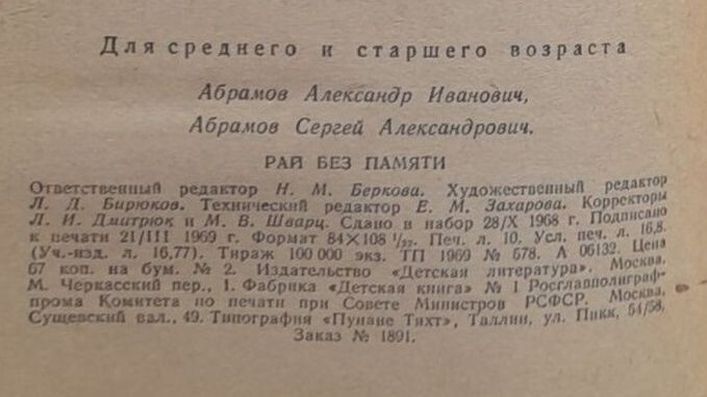 Для среднего и старшего возраста
Абрамов Александр Иванович,
Абрамов Сергей Александрович.
РАЙ БЕЗ ПАМЯТИ
Ответственный редактор Н. М. Беркова. Художественный редактор
Л. Д. Бирюков. Технический редактор Е. М. Захарова. Корректоры
Л. И. Дмитрюк и М. В. Шварц. Сдано в набор 28/X 1968 г. Подписано
к печати 21/III 1969 г. Формат 84×108 1/32. Печ. л. 10. Усл. печ. л. 16,8.
(Уч.-изд. л. 16,77). Тираж 100 000 экз. ТП 1969 № 578. А 06132. Цена
67 коп. на бум. № 2. Издательство «Детская литература». Москва.
М. Черкасский пер., 1. Фабрика «Детская книга» № 1 Росглавполиграф-
прома Комитета по печати при Совете Министров РСФСР. Москва,
Сущевский вал., 49. Типография «Пунане Тяхт», Таллин, ул. Пикк, 54/58,
Заказ № 1891.